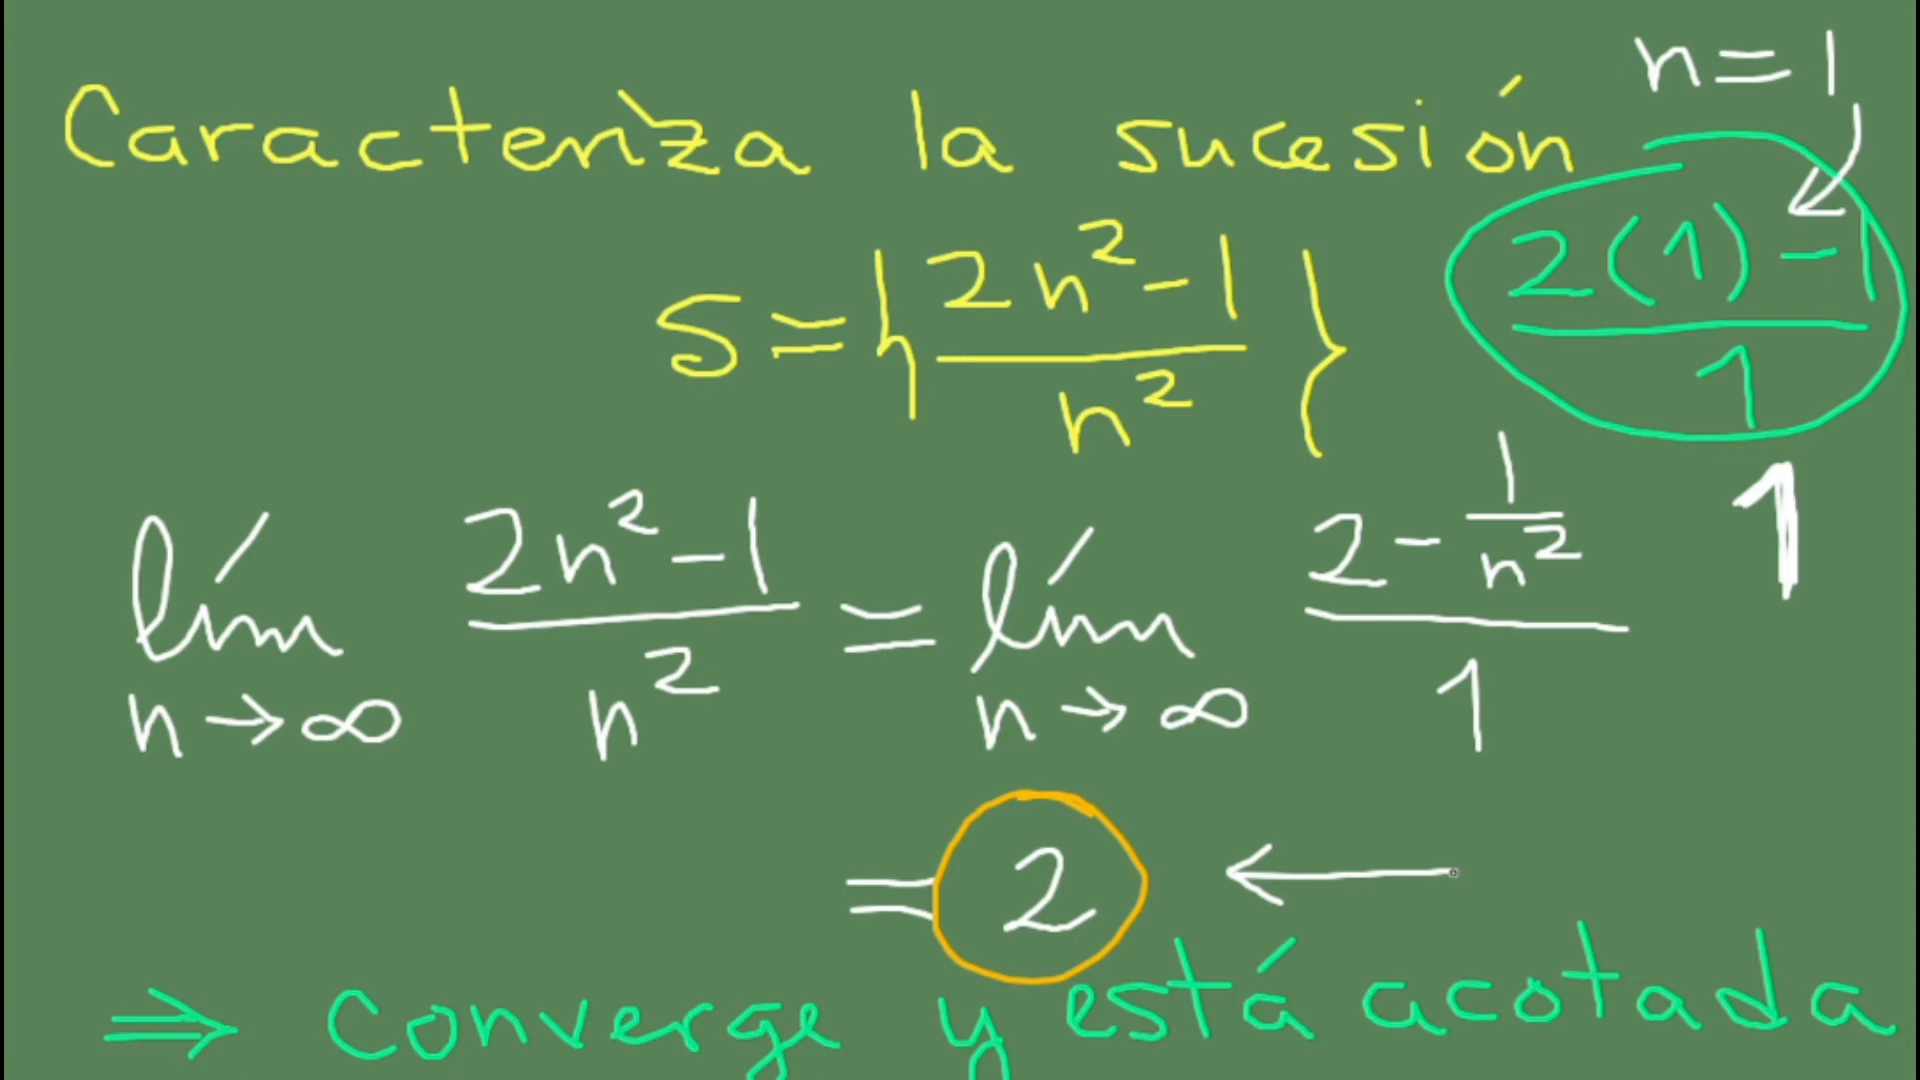 Caracteriza la sucesión
n=1
S={2n²-1/n²}
2(1)-1/1
1
lím n→∞ 2n²-1/n² = lím n→∞ 2-1/n²/1
= 2 ←
⇒ converge y está acotada